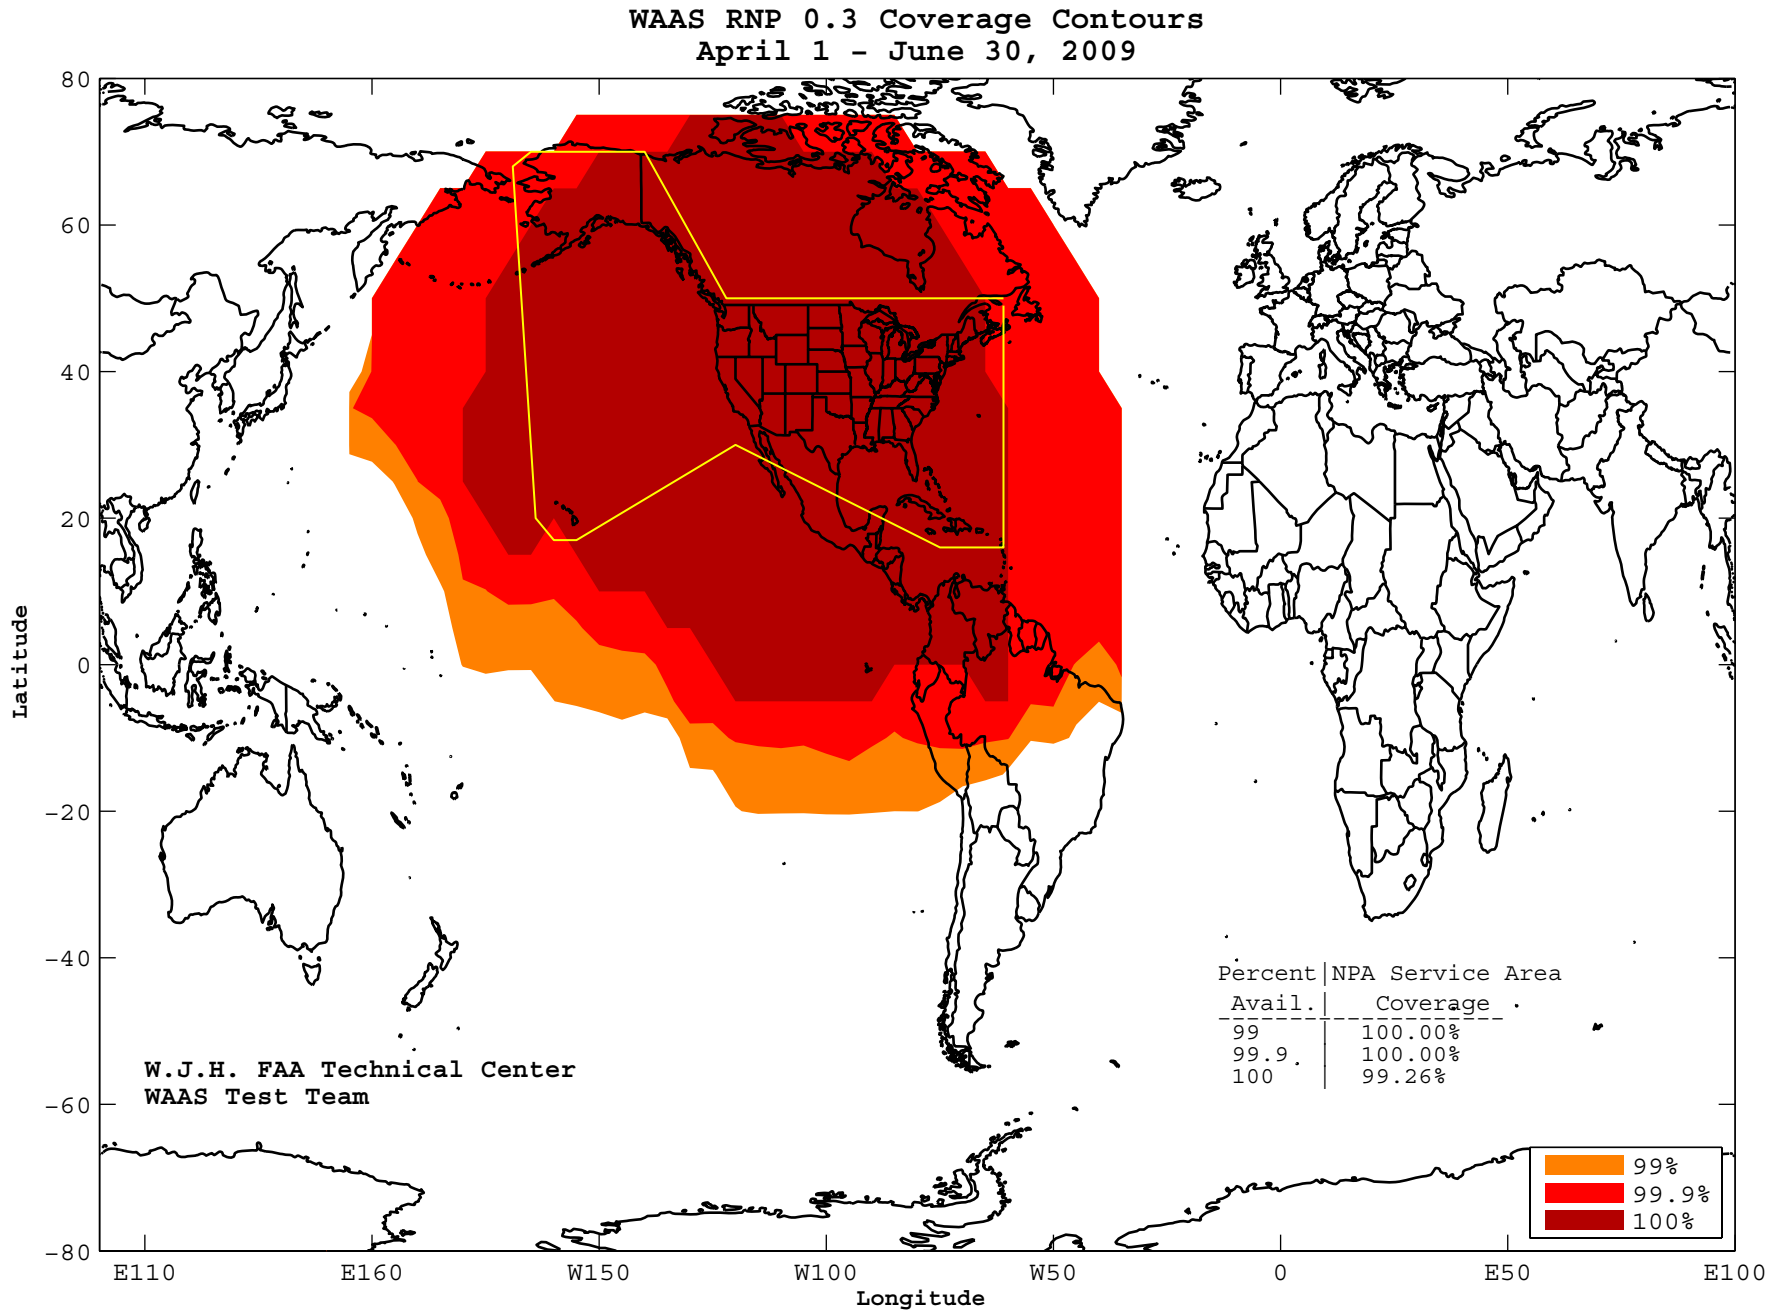 WAAS RNP 0.3 Coverage Contours
April 1 – June 30, 2009
80
60
40
20
0
−20
−40
−60
−80
Latitude
E110
E160
W150
W100
W50
0
E50
E100
Longitude
W.J.H. FAA Technical Center
WAAS Test Team
Percent|NPA Service Area
Avail.| Coverage
------------------------
99 | 100.00%
99.9 | 100.00%
100 | 99.26%
99%
99.9%
100%